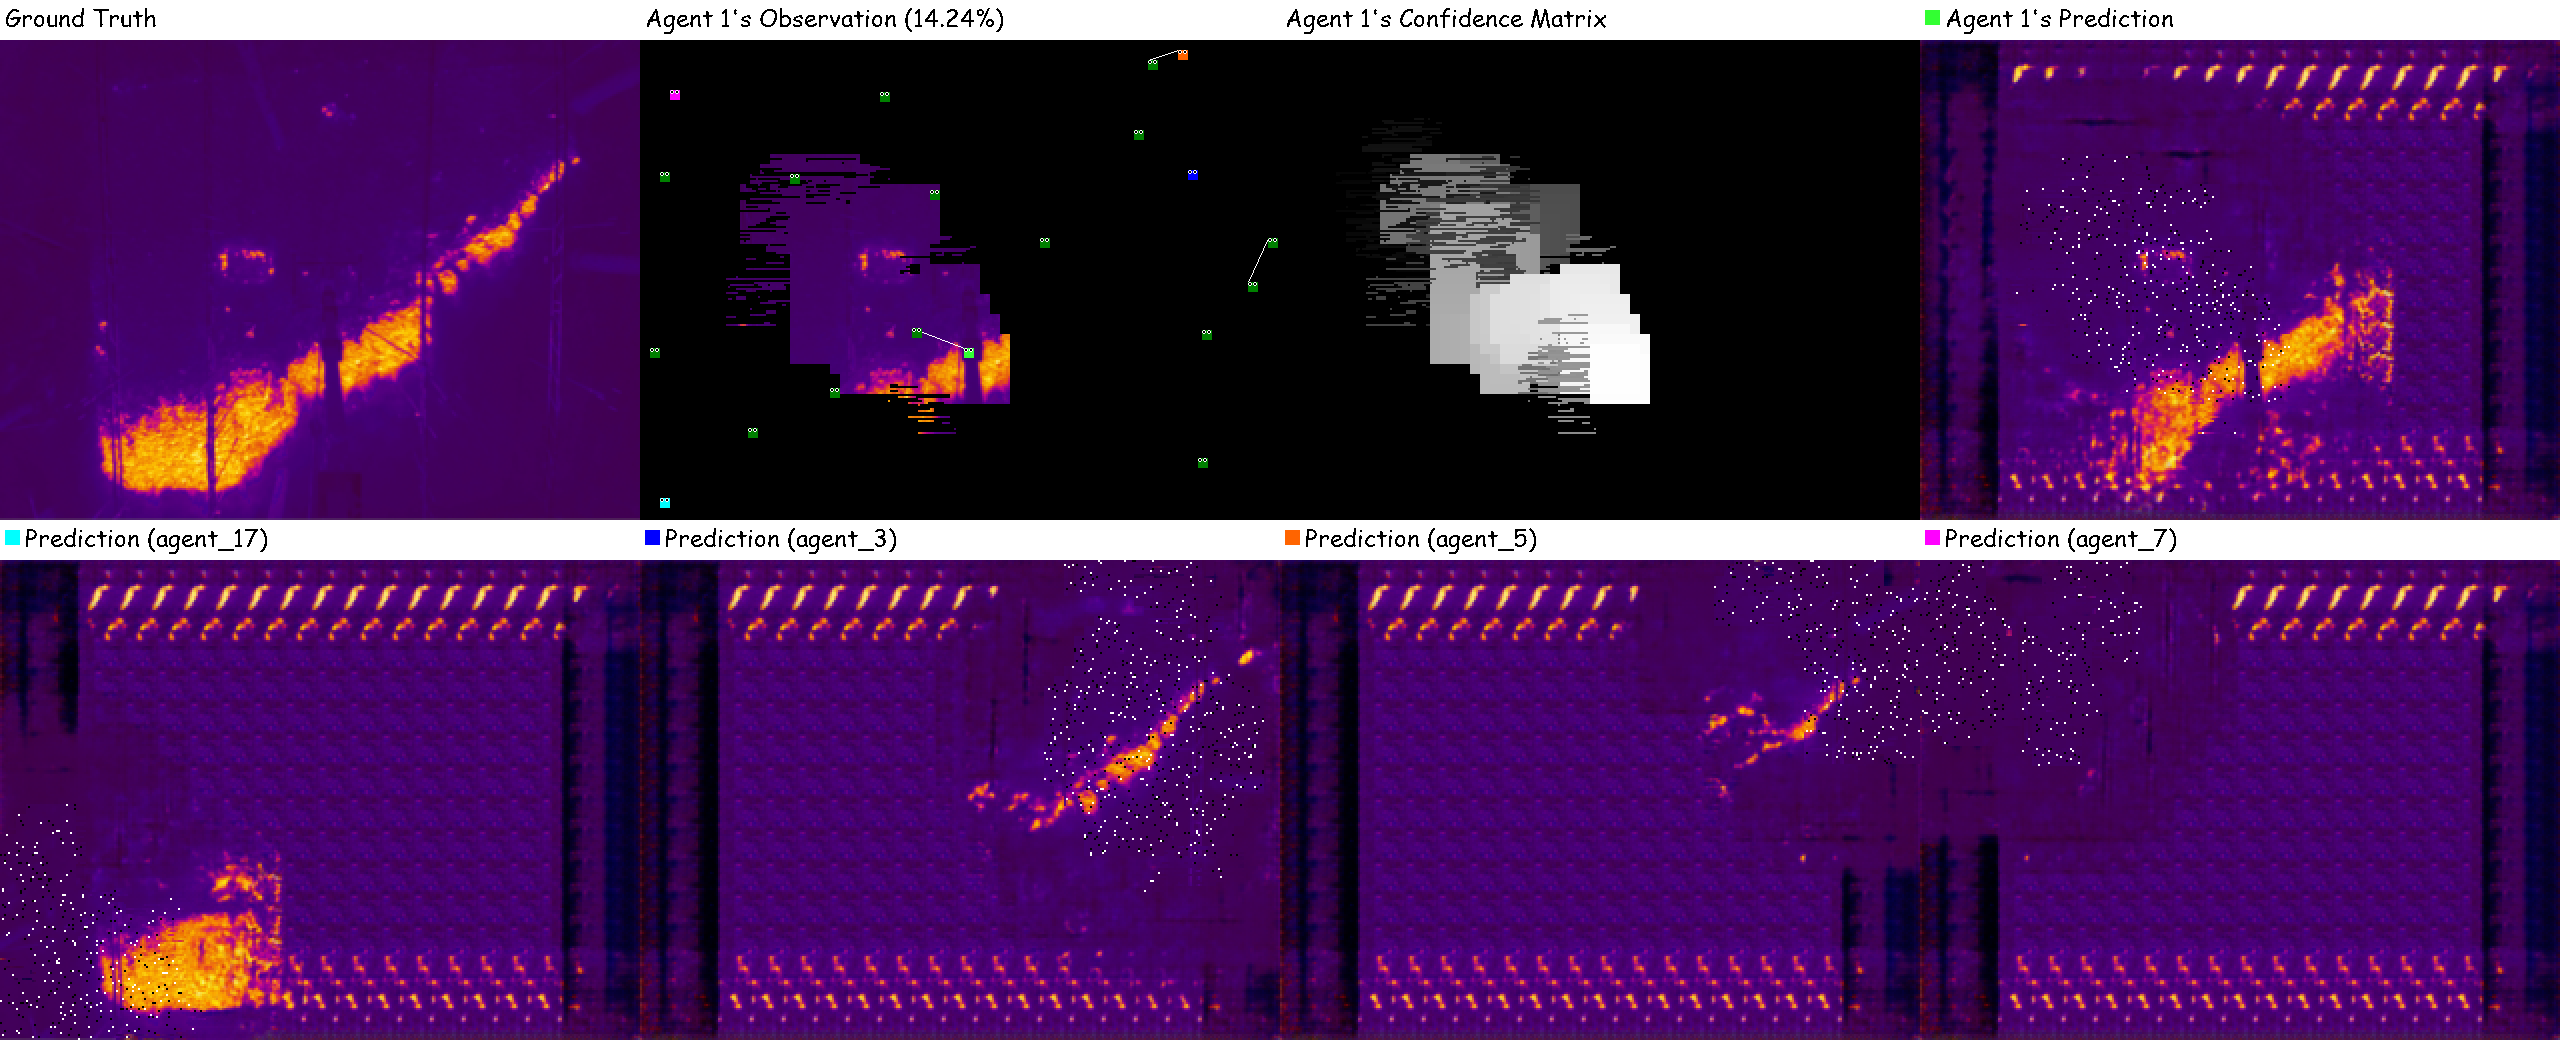 Ground Truth
Agent 1's Observation (14.24%)
Agent 1's Confidence Matrix
Agent 1's Prediction
Prediction (agent_17)
Prediction (agent_3)
Prediction (agent_5)
Prediction (agent_7)